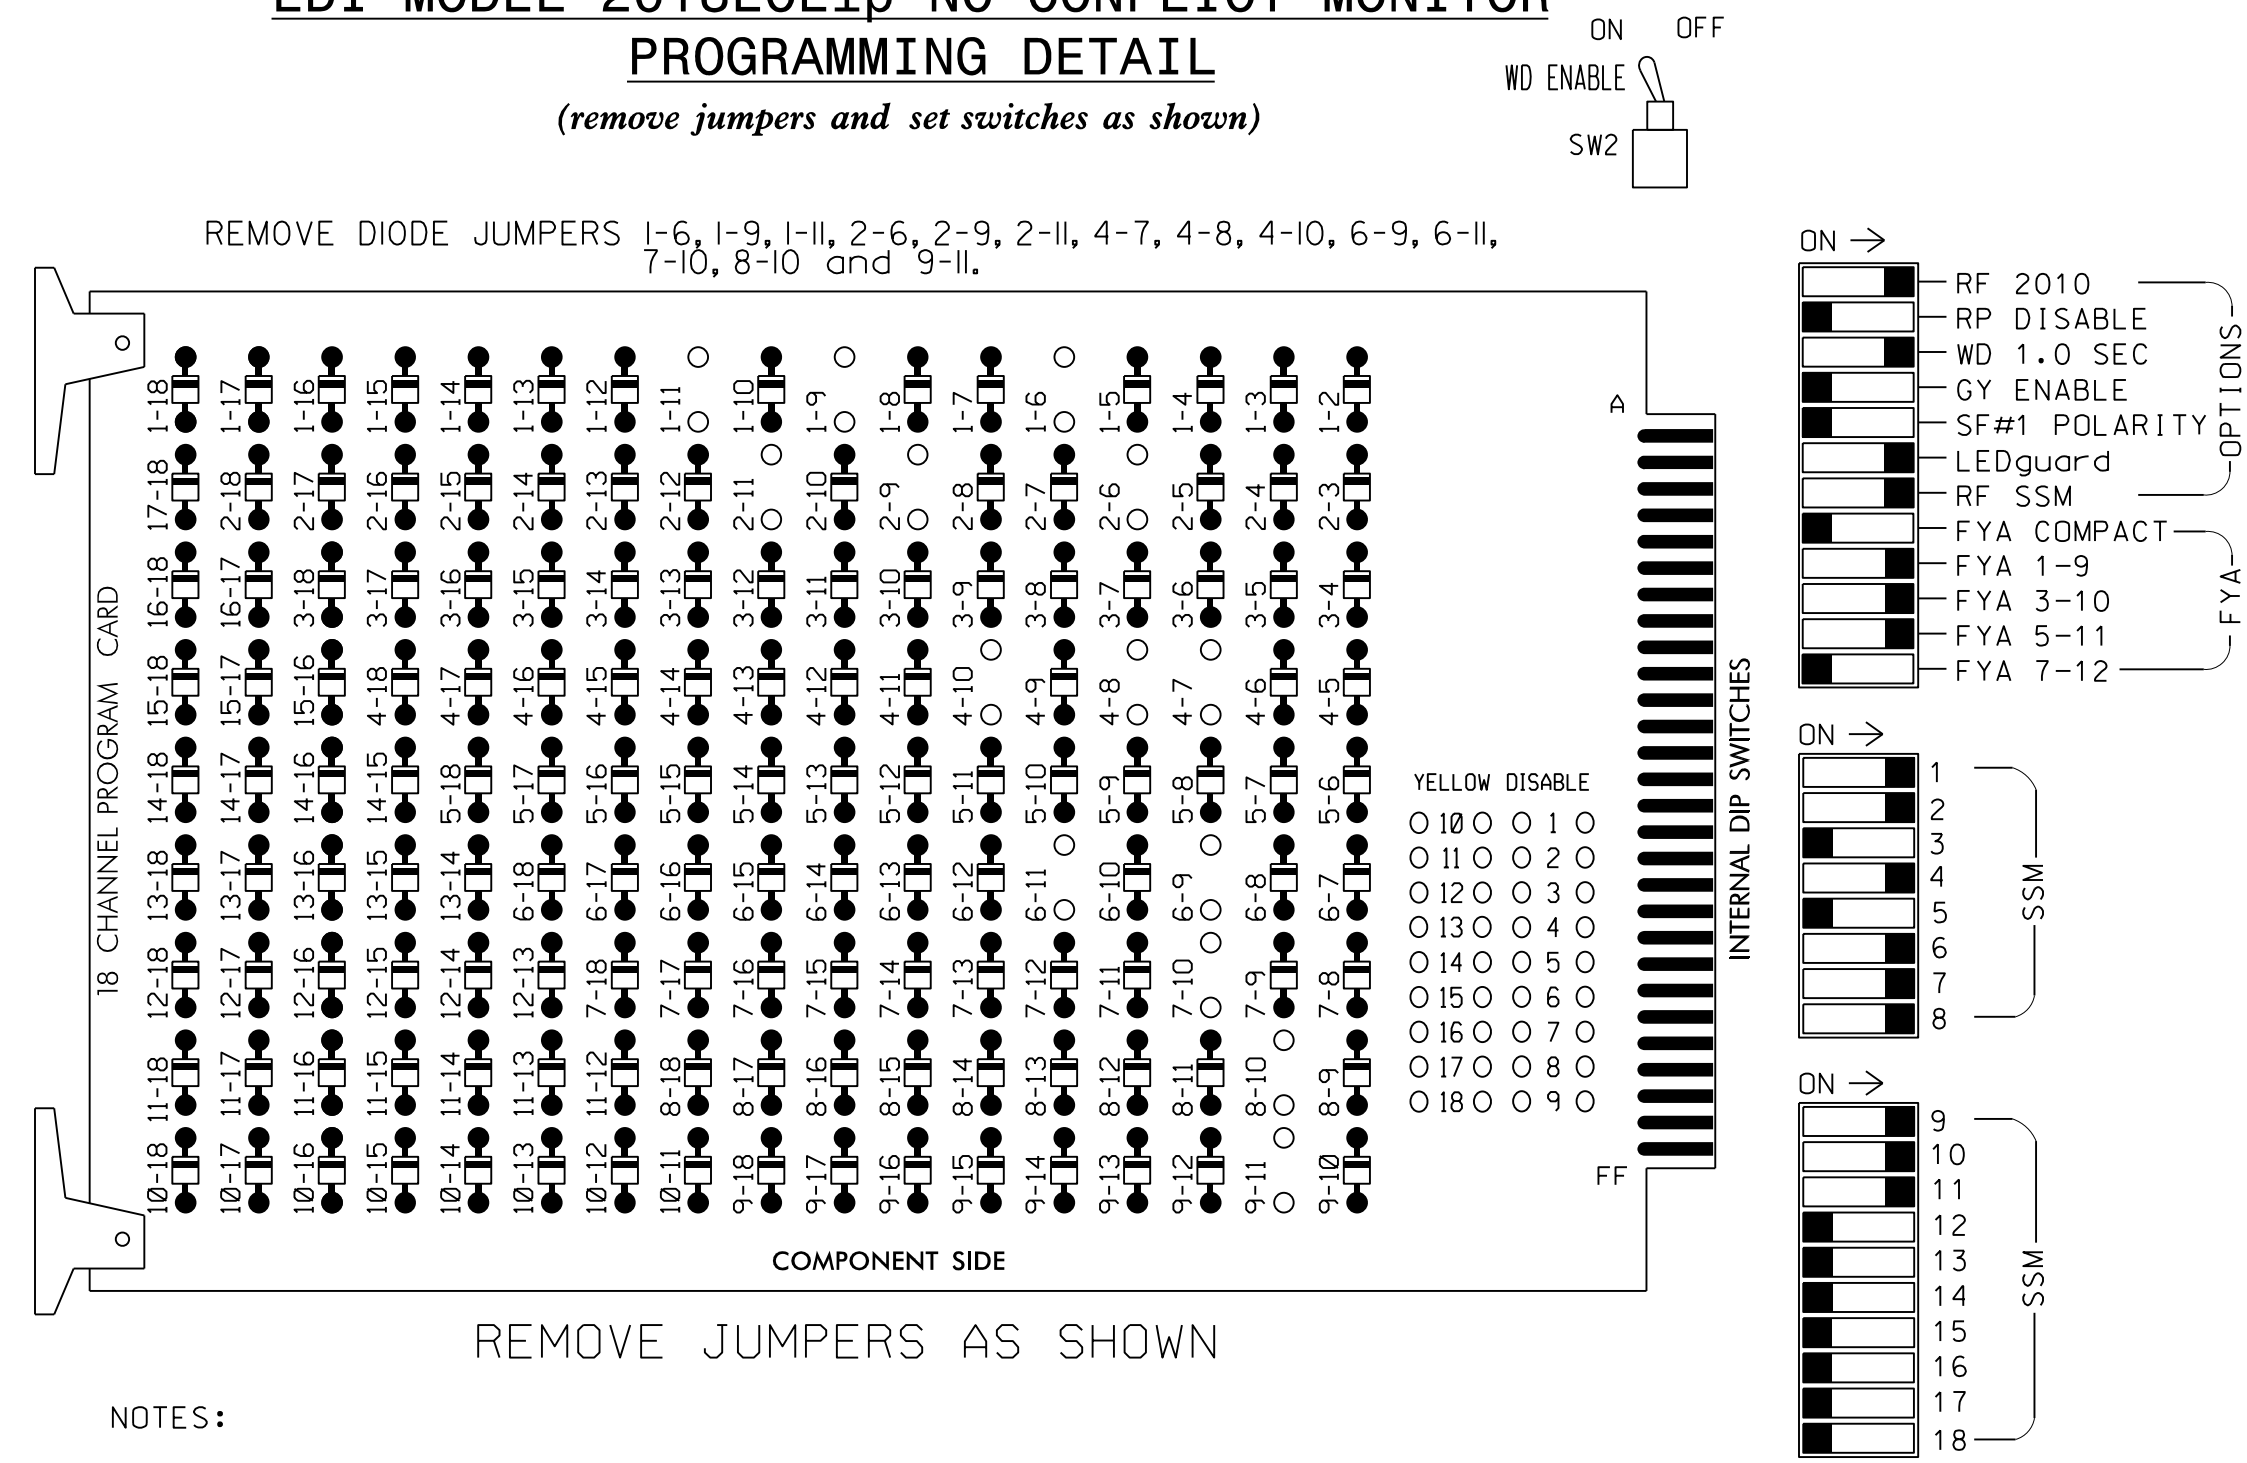 PROGRAMMING DETAIL
(remove jumpers and set switches as shown)
ON OFF
WD ENABLE
SW2
REMOVE DIODE JUMPERS 1-6, 1-9, 1-11, 2-6, 2-9, 2-11, 4-7, 4-8, 4-10, 6-9, 6-11,
7-10, 8-10 and 9-11.
18 CHANNEL PROGRAM CARD
1-18 1-17 1-16 1-15 1-14 1-13 1-12 1-11 1-10 1-9 1-8 1-7 1-6 1-5 1-4 1-3 1-2
17-18 2-18 2-17 2-16 2-15 2-14 2-13 2-12 2-11 2-10 2-9 2-8 2-7 2-6 2-5 2-4 2-3
16-18 16-17 3-18 3-17 3-16 3-15 3-14 3-13 3-12 3-11 3-10 3-9 3-8 3-7 3-6 3-5 3-4
15-18 15-17 15-16 4-18 4-17 4-16 4-15 4-14 4-13 4-12 4-11 4-10 4-9 4-8 4-7 4-6 4-5
14-18 14-17 14-16 14-15 5-18 5-17 5-16 5-15 5-14 5-13 5-12 5-11 5-10 5-9 5-8 5-7 5-6
13-18 13-17 13-16 13-15 13-14 6-18 6-17 6-16 6-15 6-14 6-13 6-12 6-11 6-10 6-9 6-8 6-7
12-18 12-17 12-16 12-15 12-14 12-13 7-18 7-17 7-16 7-15 7-14 7-13 7-12 7-11 7-10 7-9 7-8
11-18 11-17 11-16 11-15 11-14 11-13 11-12 8-18 8-17 8-16 8-15 8-14 8-13 8-12 8-11 8-10 8-9
10-18 10-17 10-16 10-15 10-14 10-13 10-12 10-11 9-18 9-17 9-16 9-15 9-14 9-13 9-12 9-11 9-10
YELLOW DISABLE
10 1
11 2
12 3
13 4
14 5
15 6
16 7
17 8
18 9
A
FF
COMPONENT SIDE
INTERNAL DIP SWITCHES
ON
RF 2010
RP DISABLE
WD 1.0 SEC
GY ENABLE
SF#1 POLARITY
LEDguard
RF SSM
OPTIONS
FYA COMPACT
FYA 1-9
FYA 3-10
FYA 5-11
FYA 7-12
FYA
ON
1
2
3
4
5
6
7
8
SSM
ON
9
10
11
12
13
14
15
16
17
18
SSM
REMOVE JUMPERS AS SHOWN
NOTES: